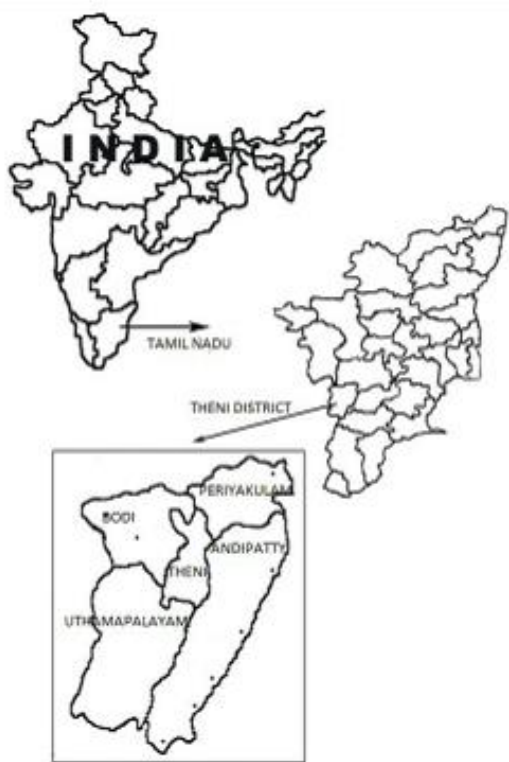 INDIA
TAMIL NADU
THENI DISTRICT
PERIYAKULAM
BODI
ANDIPATTY
THENI
UTHAMAPALAYAM